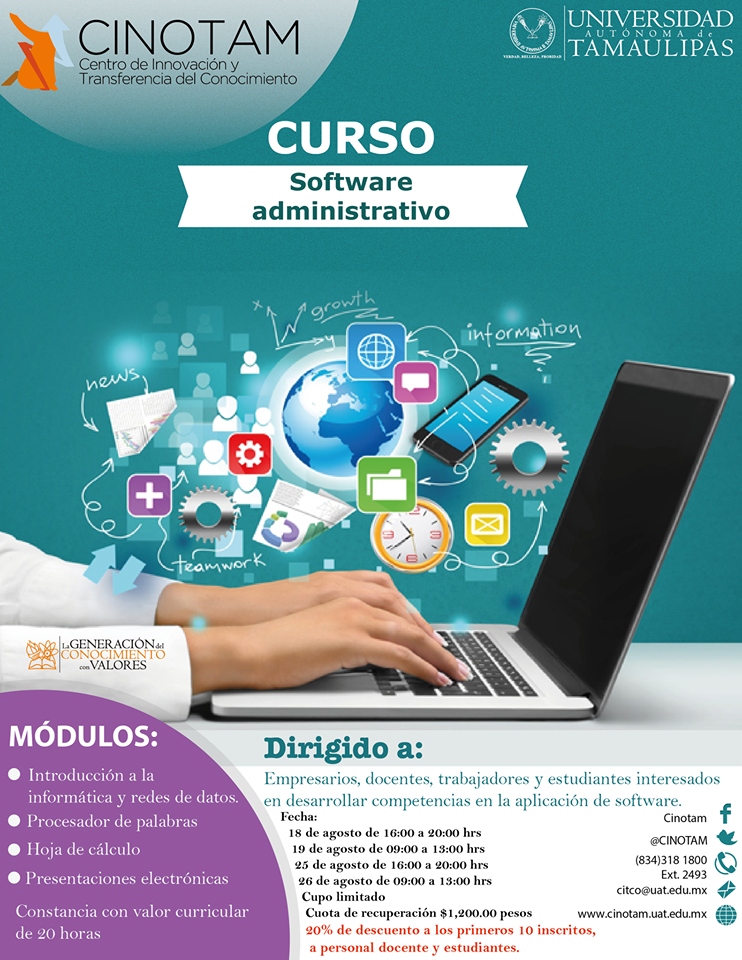 CINOTAM
Centro de Innovación y
Transferencia del Conocimiento
UNIVERSIDAD
AUTÓNOMA de
TAMAULIPAS
VERDAD, BELLEZA, PROBIDAD
CURSO
Software
administrativo
x
growth
y
information
news
teamwork
La GENERACIÓN del
CONOCIMIENTO
con VALORES
MÓDULOS:
Introducción a la
informática y redes de datos.
Procesador de palabras
Hoja de cálculo
Presentaciones electrónicas
Constancia con valor curricular
de 20 horas
Dirigido a:
Empresarios, docentes, trabajadores y estudiantes interesados
en desarrollar competencias en la aplicación de software.
Fecha:
18 de agosto de 16:00 a 20:00 hrs
19 de agosto de 09:00 a 13:00 hrs
25 de agosto de 16:00 a 20:00 hrs
26 de agosto de 09:00 a 13:00 hrs
Cupo limitado
Cuota de recuperación $1,200.00 pesos
20% de descuento a los primeros 10 inscritos,
a personal docente y estudiantes.
Cinotam
@CINOTAM
(834)318 1800
Ext. 2493
citco@uat.edu.mx
www.cinotam.uat.edu.mx